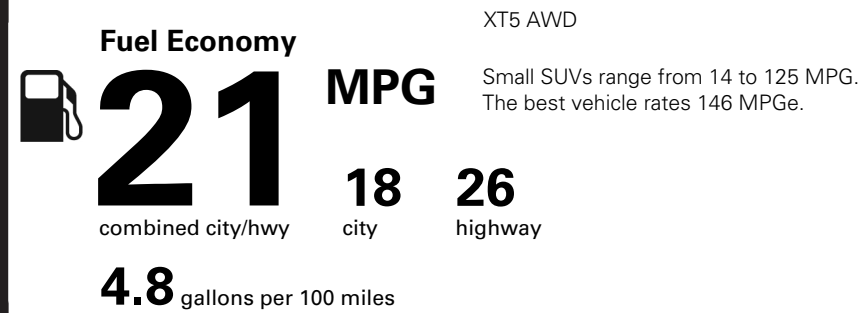 Fuel Economy
21 MPG
combined city/hwy
18
city
26
highway
4.8 gallons per 100 miles
XT5 AWD
Small SUVs range from 14 to 125 MPG.
The best vehicle rates 146 MPGe.